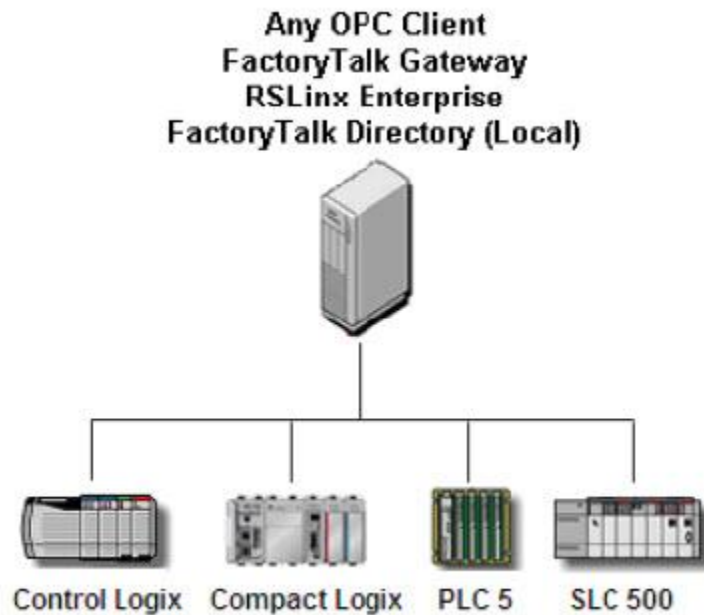 Any OPC Client
FactoryTalk Gateway
RSLinx Enterprise
FactoryTalk Directory (Local)
Control Logix Compact Logix PLC 5 SLC 500